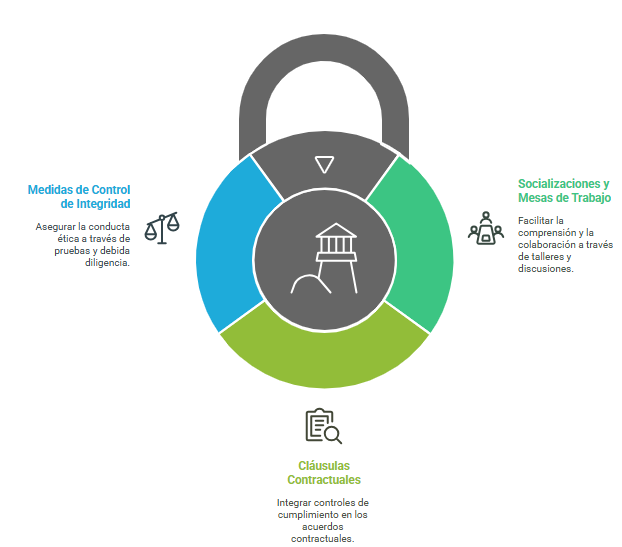 Medidas de Control
de Integridad
Asegurar la conducta
ética a través de
pruebas y debida
diligencia.
Socializaciones y
Mesas de Trabajo
Facilitar la
comprensión y la
colaboración a través
de talleres y
discusiones.
Cláusulas
Contractuales
Integrar controles de
cumplimiento en los
acuerdos
contractuales.